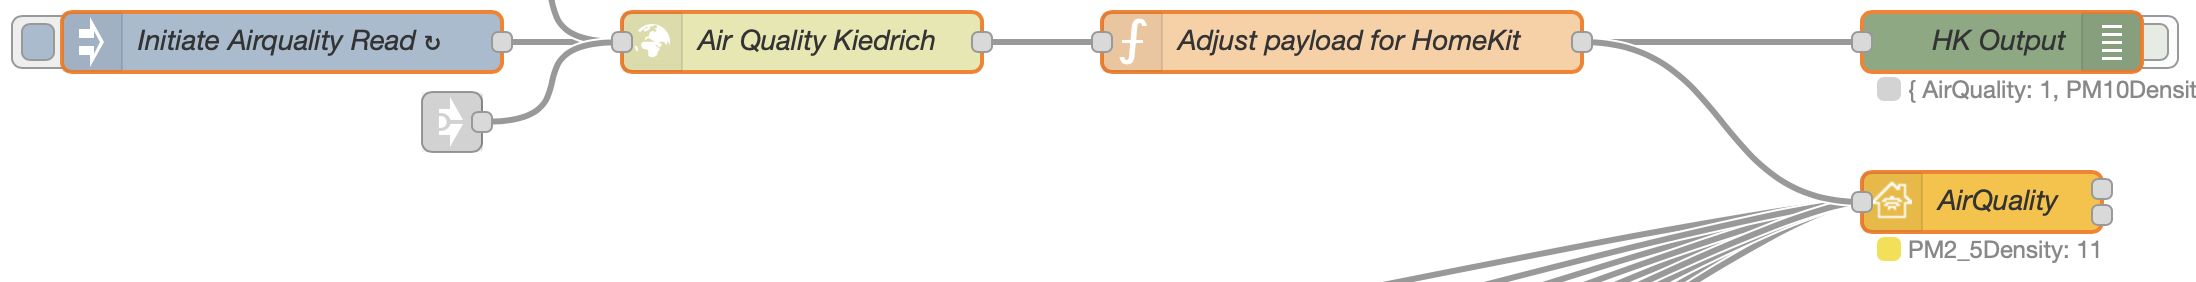 Initiate Airquality Read ↻
Air Quality Kiedrich
Adjust payload for HomeKit
HK Output
{ AirQuality: 1, PM10Densit
AirQuality
PM2_5Density: 11